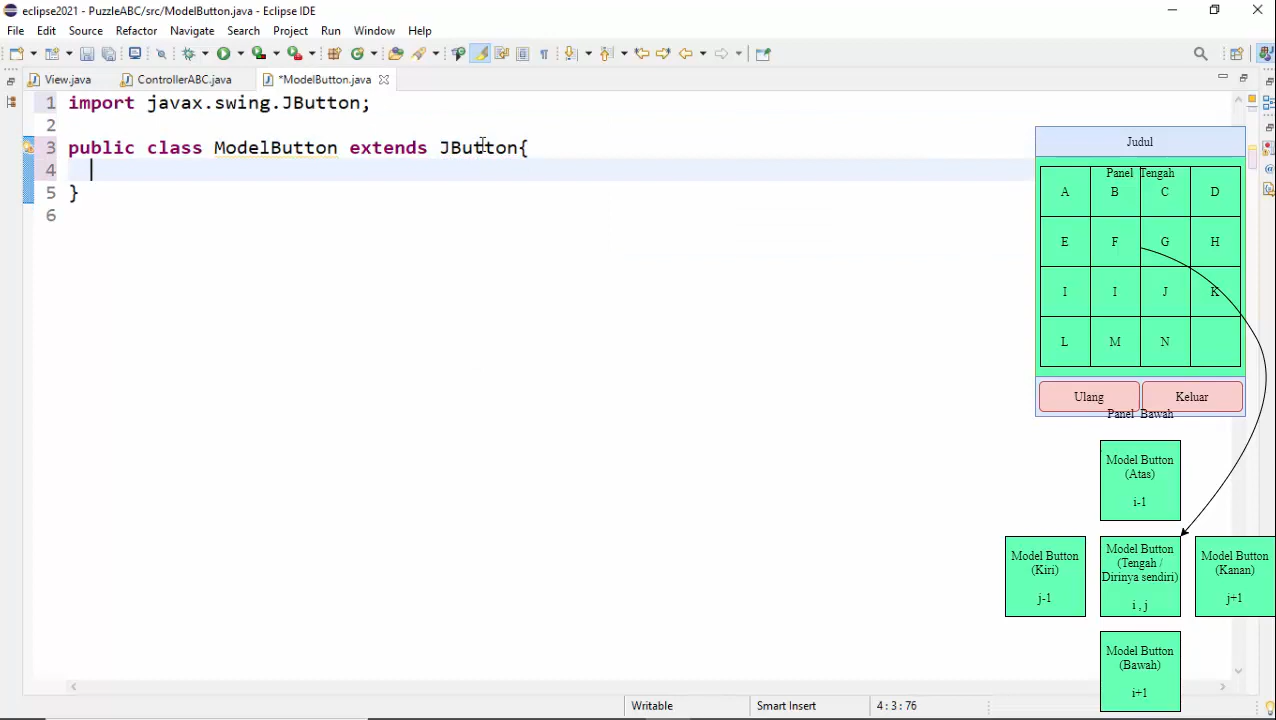 eclipse2021 - PuzzleABC/src/ModelButton.java - Eclipse IDE
File Edit Source Refactor Navigate Search Project Run Window Help
View.java ControllerABC.java *ModelButton.java
1 import javax.swing.JButton;
2
3 public class ModelButton extends JButton{
4
5 }
6
Judul
Panel Tengah
A B C D
E F G H
I I J K
L M N
Ulang Keluar
Panel Bawah
Model Button
(Atas)
i-1
Model Button
(Kiri)
j-1
Model Button
(Tengah /
Dirinya sendiri)
i , j
Model Button
(Kanan)
j+1
Model Button
(Bawah)
i+1
Writable Smart Insert 4 : 3 : 76